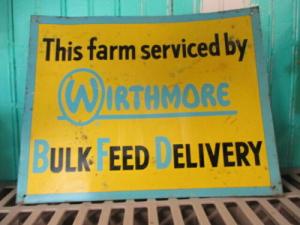 This farm serviced by
WIRTHMORE
BULK FEED DELIVERY